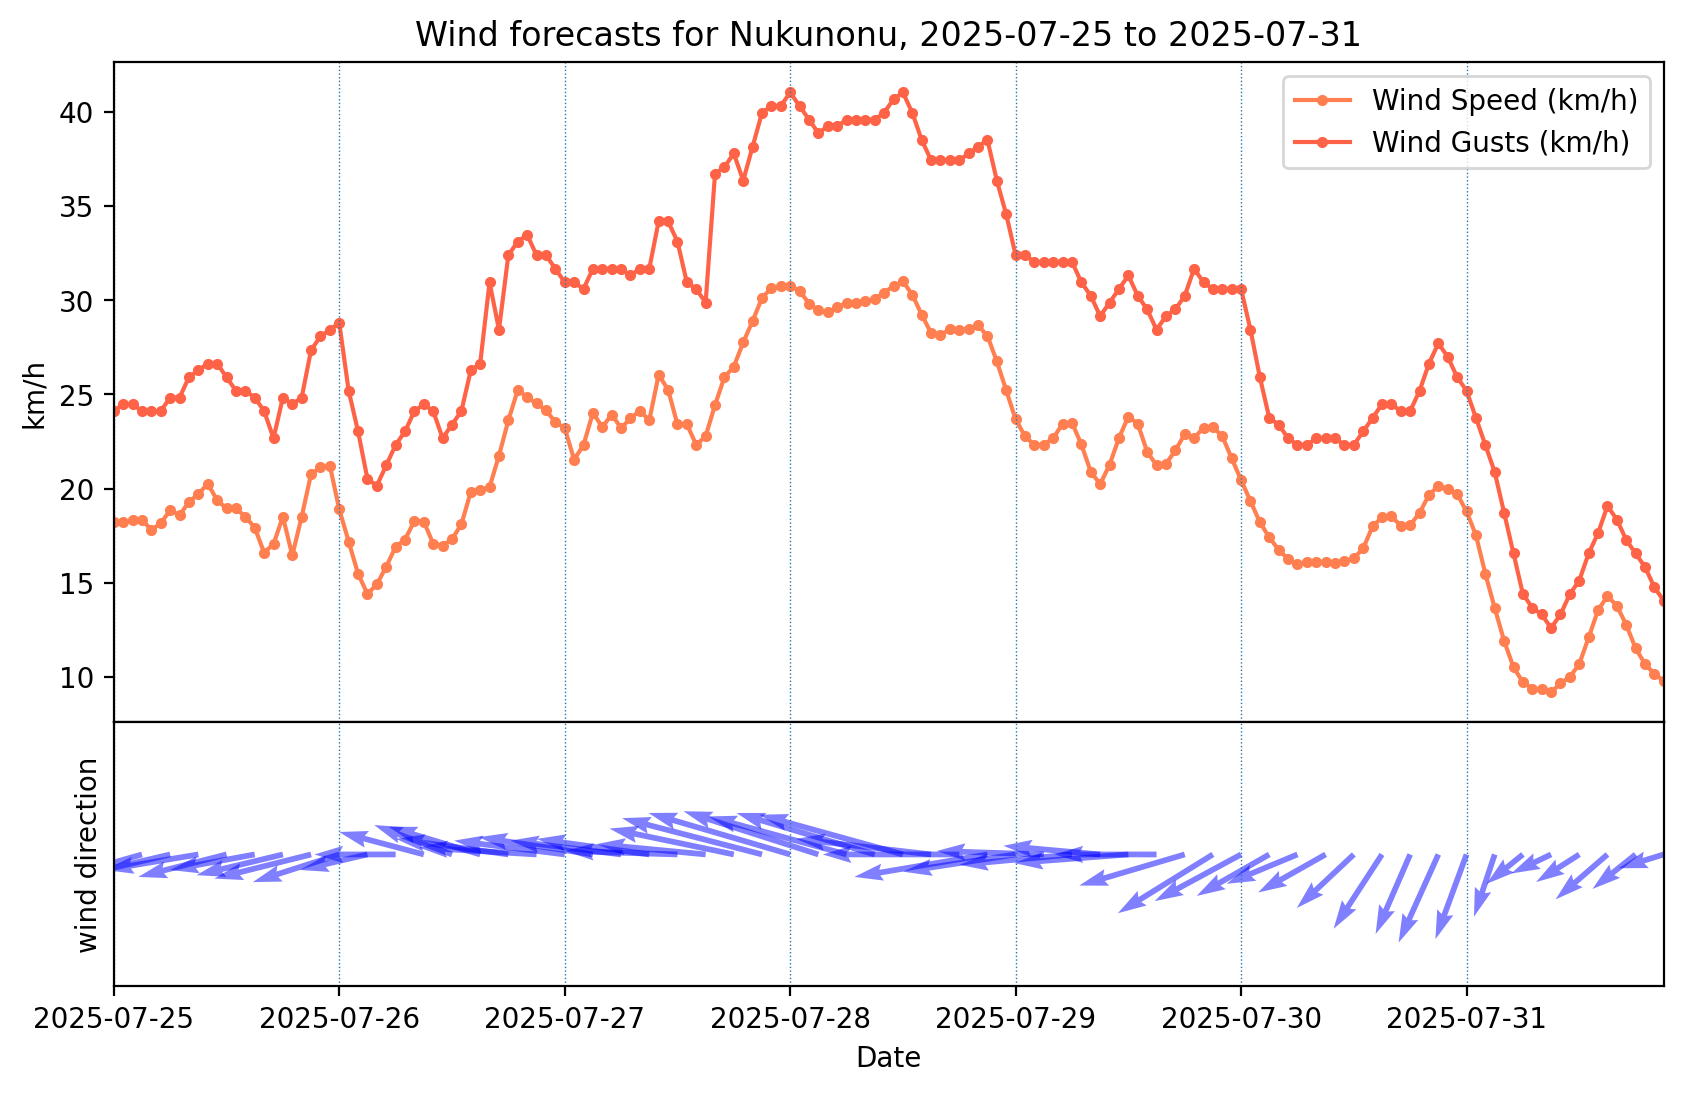 Wind forecasts for Nukunonu, 2025-07-25 to 2025-07-31
Wind Speed (km/h)
Wind Gusts (km/h)
km/h
40
35
30
25
20
15
10
wind direction
2025-07-25
2025-07-26
2025-07-27
2025-07-28
2025-07-29
2025-07-30
2025-07-31
Date